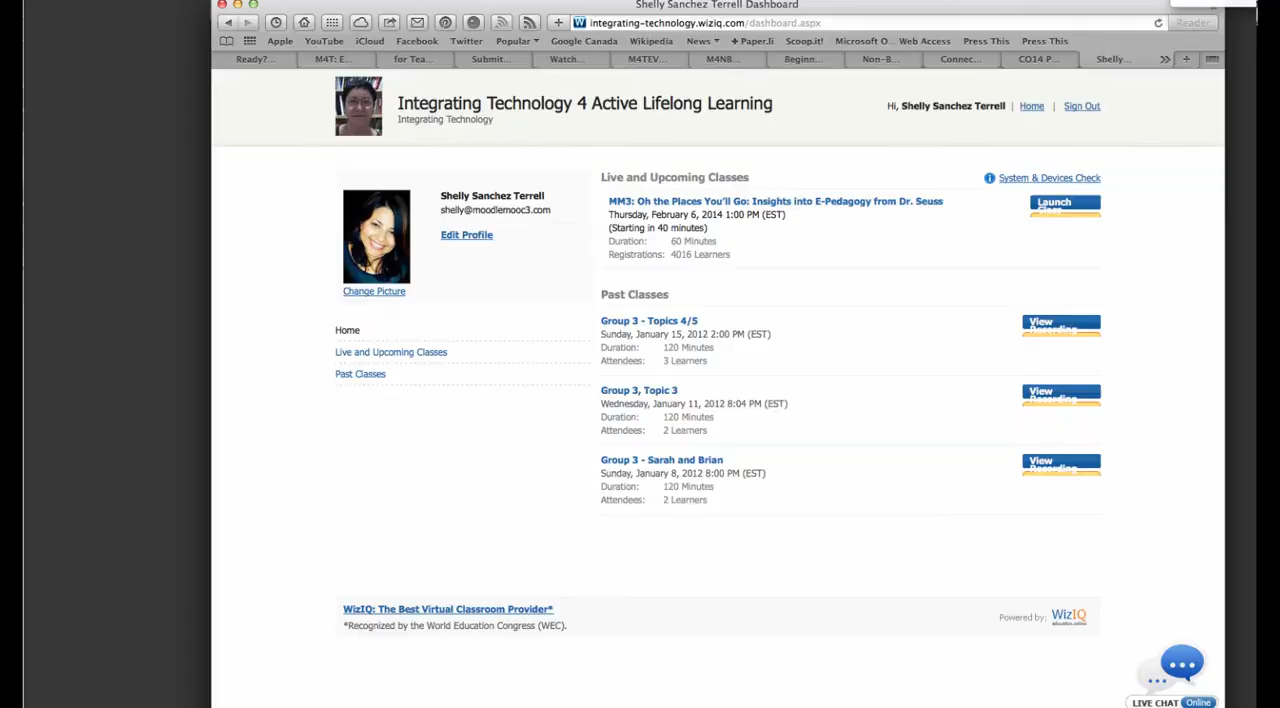 Shelly Sanchez Terrell Dashboard
integrating-technology.wiziq.com/dashboard.aspx
Reader
Apple YouTube iCloud Facebook Twitter Popular Google Canada Wikipedia News + Paper.li Scoop.it! Microsoft O... Web Access Press This Press This
Ready?... M4T: E... for Tea... Submit... Watch... M4TEV... M4NB... Beginn... Non-B... Connec... CO14 P... Shelly...
Integrating Technology 4 Active Lifelong Learning
Integrating Technology
Hi, Shelly Sanchez Terrell | Home | Sign Out
Shelly Sanchez Terrell
shelly@moodlemooc3.com
Edit Profile
Change Picture
Home
Live and Upcoming Classes
Past Classes
Live and Upcoming Classes
System & Devices Check
MM3: Oh the Places You'll Go: Insights into E-Pedagogy from Dr. Seuss
Launch Class
Thursday, February 6, 2014 1:00 PM (EST)
(Starting in 40 minutes)
Duration: 60 Minutes
Registrations: 4016 Learners
Past Classes
Group 3 - Topics 4/5
View Recording
Sunday, January 15, 2012 2:00 PM (EST)
Duration: 120 Minutes
Attendees: 3 Learners
Group 3, Topic 3
View Recording
Wednesday, January 11, 2012 8:04 PM (EST)
Duration: 120 Minutes
Attendees: 2 Learners
Group 3 - Sarah and Brian
View Recording
Sunday, January 8, 2012 8:00 PM (EST)
Duration: 120 Minutes
Attendees: 2 Learners
WizIQ: The Best Virtual Classroom Provider*
*Recognized by the World Education Congress (WEC).
Powered by: WizIQ
LIVE CHAT Online